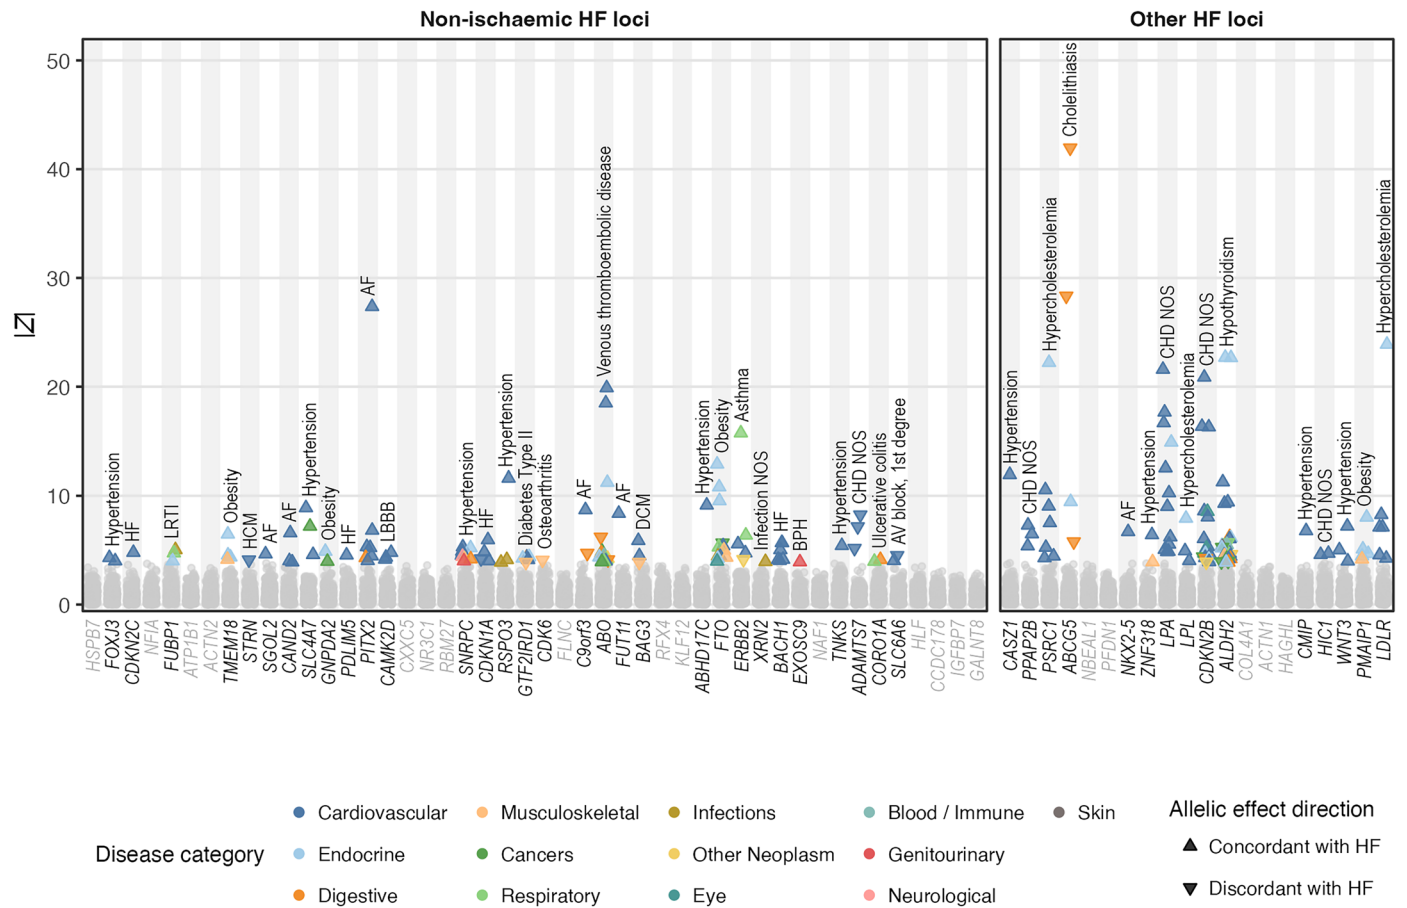 Non-ischaemic HF loci
Other HF loci
|Z|
50
40
30
20
10
0
Hypertension
HF
LRTI
Obesity
HCM
AF
AF
Hypertension
Obesity
HF
AF
LBBB
Hypertension
HF
Hypertension
Diabetes Type II
Osteoarthritis
AF
Venous thromboembolic disease
AF
DCM
Hypertension
Obesity
Asthma
Infection NOS
HF
BPH
Hypertension
CHD NOS
Ulcerative colitis
AV block, 1st degree
Hypertension
CHD NOS
Hypercholesterolemia
Cholelithiasis
AF
Hypertension
CHD NOS
Hypercholesterolemia
CHD NOS
Hypothyroidism
Hypertension
CHD NOS
Hypertension
Obesity
Hypercholesterolemia
HSPB7
FOXJ3
CDKN2C
NFIA
FUBP1
ATP1B1
ACTN2
TMEM18
STRN
SGOL2
CAND2
SLC4A7
GNPDA2
PDLIM5
PITX2
CAMK2D
CXXC5
NR3C1
RBM27
SNRPC
CDKN1A
RSPO3
GTF2IRD1
CDK6
FLNC
C9orf3
ABO
FUT11
BAG3
RFX4
KLF12
ABHD17C
FTO
ERBB2
XRN2
BACH1
EXOSC9
NAF1
TNKS
ADAMTS7
CORO1A
SLC6A6
HLF
CCDC178
IGFBP7
GALNT8
CASZ1
PPAP2B
PSRC1
ABCG5
NBEAL1
PFDN1
NKX2-5
ZNF318
LPA
LPL
CDKN2B
ALDH2
COL4A1
ACTN1
HAGHL
CMIP
HIC1
WNT3
PMAIP1
LDLR
Disease category
Cardiovascular
Endocrine
Digestive
Musculoskeletal
Cancers
Respiratory
Infections
Other Neoplasm
Eye
Blood / Immune
Genitourinary
Neurological
Skin
Allelic effect direction
Concordant with HF
Discordant with HF